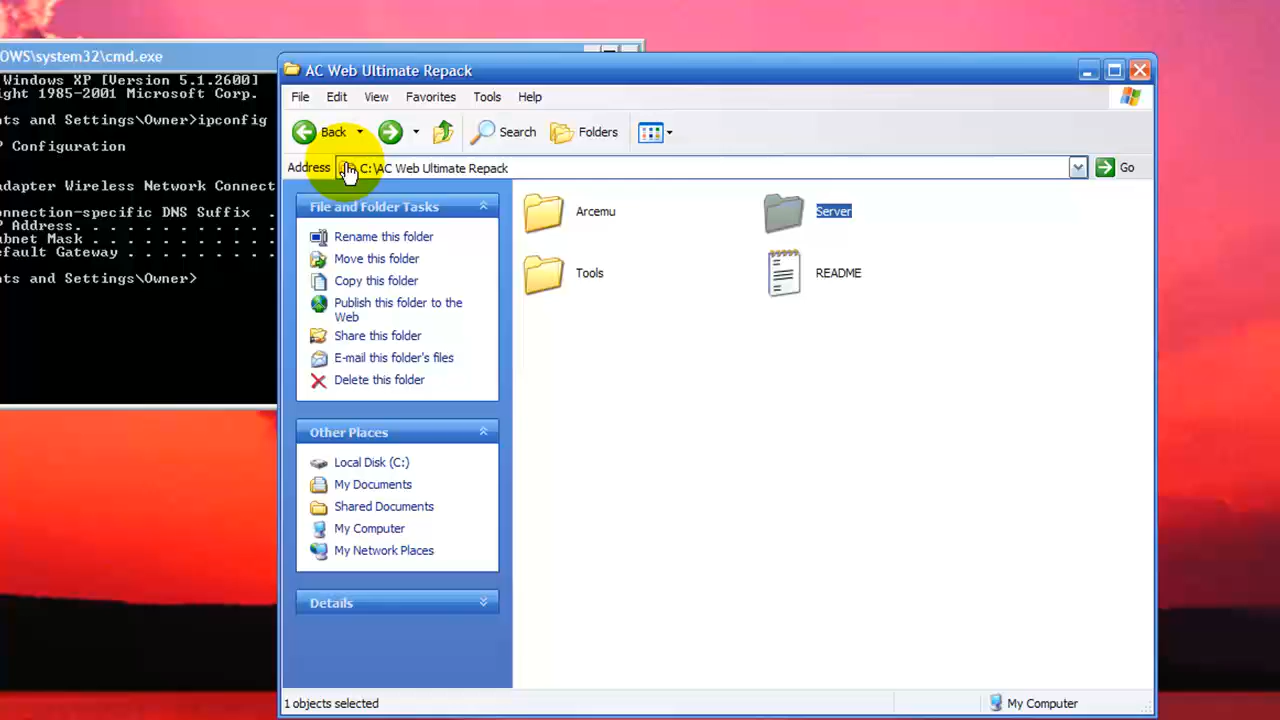 OWS\system32\cmd.exe
Windows XP [Version 5.1.2600]
ght 1985-2001 Microsoft Corp.
nts and Settings\Owner>ipconfig
P Configuration
dapter Wireless Network Connect
onnection-specific DNS Suffix .
P Address. . . . . . . . . . . .
ubnet Mask . . . . . . . . . . .
efault Gateway . . . . . . . . .
nts and Settings\Owner>
AC Web Ultimate Repack
File Edit View Favorites Tools Help
Back Search Folders
Address C:\AC Web Ultimate Repack Go
File and Folder Tasks
Rename this folder
Move this folder
Copy this folder
Publish this folder to the
Web
Share this folder
E-mail this folder's files
Delete this folder
Other Places
Local Disk (C:)
My Documents
Shared Documents
My Computer
My Network Places
Details
Arcemu Server
Tools README
1 objects selected My Computer